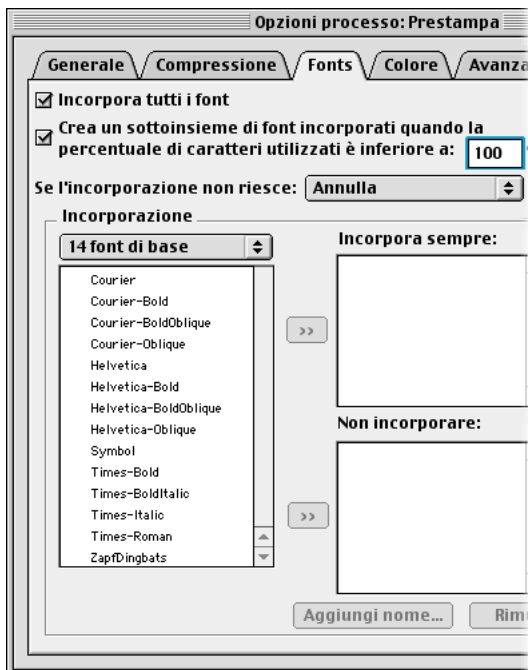 Opzioni processo: Prestampa
Generale
Compressione
Fonts
Colore
Avanza
Incorpora tutti i font
Crea un sottoinsieme di font incorporati quando la
percentuale di caratteri utilizzati è inferiore a: 100
Se l'incorporazione non riesce: Annulla
Incorporazione
14 font di base
Courier
Courier-Bold
Courier-BoldOblique
Courier-Oblique
Helvetica
Helvetica-Bold
Helvetica-BoldOblique
Helvetica-Oblique
Symbol
Times-Bold
Times-BoldItalic
Times-Italic
Times-Roman
ZapfDingbats
>>
>>
Incorpora sempre:
Non incorporare:
Aggiungi nome...
Rim